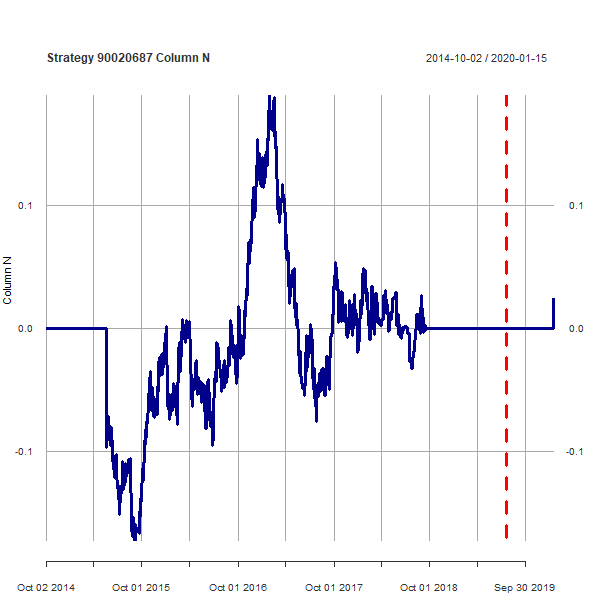 Strategy 90020687 Column N
2014-10-02 / 2020-01-15
Column N
0.1
0.1
0.0
0.0
-0.1
-0.1
Oct 02 2014
Oct 01 2015
Oct 01 2016
Oct 01 2017
Oct 01 2018
Sep 30 2019